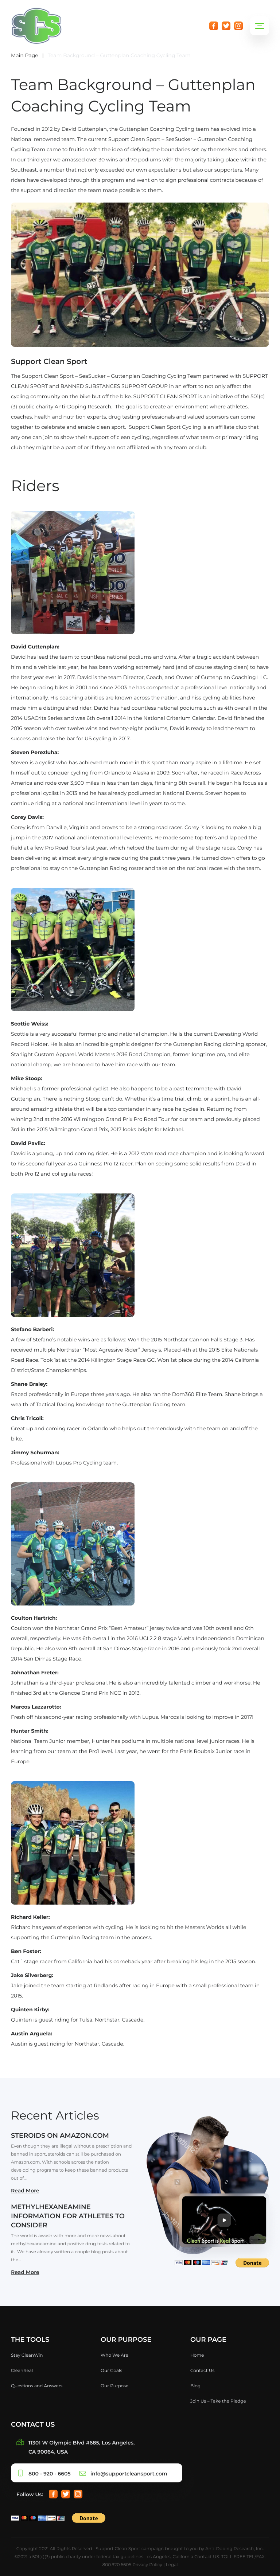 SCS
Main Page |
Team Background – Guttenplan
Coaching Cycling Team
Founded in 2012 by David Guttenplan, the Guttenplan Coaching Cycling team has evolved into a
National renowned team. The current Support Clean Sport – SeaSucker – Guttenplan Coaching
Cycling Team came to fruition with the idea of defying the boundaries set by themselves and others.
In our third year we amassed over 30 wins and 70 podiums with the majority taking place within the
Southeast, a number that not only exceeded our own expectations but also our supporters. Many
riders have developed through this program and went on to sign professional contracts because of
the support and direction the team made possible to them.
Support Clean Sport
The Support Clean Sport – SeaSucker – Guttenplan Coaching Cycling Team partnered with SUPPORT
CLEAN SPORT and BANNED SUBSTANCES SUPPORT GROUP in an effort to not only affect the
cycling community on the bike but off the bike. SUPPORT CLEAN SPORT is an initiative of the 501(c)
(3) public charity Anti-Doping Research. The goal is to create an environment where athletes,
coaches, health and nutrition experts, drug testing professionals and valued sponsors can come
together to celebrate and enable clean sport. Support Clean Sport Cycling is an affiliate club that
any one can join to show their support of clean cycling, regardless of what team or primary riding
club they might be a part of or if they are not affiliated with any team or club.
Riders
David Guttenplan:
David has lead the team to countless national podiums and wins. After a tragic accident between
him and a vehicle last year, he has been working extremely hard (and of course staying clean) to have
the best year ever in 2017. David is the team Director, Coach, and Owner of Guttenplan Coaching LLC.
He began racing bikes in 2001 and since 2003 he has competed at a professional level nationally and
internationally. His coaching abilities are known across the nation, and his cycling abilities have
made him a distinguished rider. David has had countless national podiums such as 4th overall in the
2014 USACrits Series and was 6th overall 2014 in the National Criterium Calendar. David finished the
2016 season with over twelve wins and twenty-eight podiums, David is ready to lead the team to
success and raise the bar for US cycling in 2017.
Steven Perezluha:
Steven is a cyclist who has achieved much more in this sport than many aspire in a lifetime. He set
himself out to conquer cycling from Orlando to Alaska in 2009. Soon after, he raced in Race Across
America and rode over 3,500 miles in less than ten days, finishing 8th overall. He began his focus as a
professional cyclist in 2013 and has already podiumed at National Events. Steven hopes to
continue riding at a national and international level in years to come.
Corey Davis:
Corey is from Danville, Virginia and proves to be a strong road racer. Corey is looking to make a big
jump in the 2017 national and international level events. He made some top ten's and lapped the
field at a few Pro Road Tour's last year, which helped the team during all the stage races. Corey has
been delivering at almost every single race during the past three years. He turned down offers to go
professional to stay on the Guttenplan Racing roster and take on the national races with the team.
Scottie Weiss:
Scottie is a very successful former pro and national champion. He is the current Everesting World
Record Holder. He is also an incredible graphic designer for the Guttenplan Racing clothing sponsor,
Starlight Custom Apparel. World Masters 2016 Road Champion, former longtime pro, and elite
national champ, we are honored to have him race with our team.
Mike Stoop:
Michael is a former professional cyclist. He also happens to be a past teammate with David
Guttenplan. There is nothing Stoop can't do. Whether it's a time trial, climb, or a sprint, he is an all-
around amazing athlete that will be a top contender in any race he cycles in. Returning from
winning 2nd at the 2016 Wilmington Grand Prix Pro Road Tour for our team and previously placed
3rd in the 2015 Wilmington Grand Prix, 2017 looks bright for Michael.
David Pavlic:
David is a young, up and coming rider. He is a 2012 state road race champion and is looking forward
to his second full year as a Guinness Pro 12 racer. Plan on seeing some solid results from David in
both Pro 12 and collegiate races!
Stefano Barberi:
A few of Stefano's notable wins are as follows: Won the 2015 Northstar Cannon Falls Stage 3. Has
received multiple Northstar "Most Agressive Rider" Jersey's. Placed 4th at the 2015 Elite Nationals
Road Race. Took 1st at the 2014 Killington Stage Race GC. Won 1st place during the 2014 California
District/State Championships.
Shane Braley:
Raced professionally in Europe three years ago. He also ran the Dom360 Elite Team. Shane brings a
wealth of Tactical Racing knowledge to the Guttenplan Racing team.
Chris Tricoli:
Great up and coming racer in Orlando who helps out tremendously with the team on and off the
bike.
Jimmy Schurman:
Professional with Lupus Pro Cycling team.
Coulton Hartrich:
Coulton won the Northstar Grand Prix "Best Amateur" jersey twice and was 10th overall and 6th
overall, respectively. He was 6th overall in the 2016 UCI 2.2 8 stage Vuelta Independencia Dominican
Republic. He also won 8th overall at San Dimas Stage Race in 2016 and previously took 2nd overall
2014 San Dimas Stage Race.
Johnathan Freter:
Johnathan is a third-year professional. He is also an incredibly talented climber and workhorse. He
finished 3rd at the Glencoe Grand Prix NCC in 2013.
Marcos Lazzarotto:
Fresh off his second-year racing professionally with Lupus. Marcos is looking to improve in 2017!
Hunter Smith:
National Team Junior member, Hunter has podiums in multiple national level junior races. He is
learning from our team at the Pro1 level. Last year, he went for the Paris Roubaix Junior race in
Europe.
Richard Keller:
Richard has years of experience with cycling. He is looking to hit the Masters Worlds all while
supporting the Guttenplan Racing team in the process.
Ben Foster:
Cat 1 stage racer from California had his comeback year after breaking his leg in the 2015 season.
Jake Silverberg:
Jake joined the team starting at Redlands after racing in Europe with a small professional team in
2015.
Quinten Kirby:
Quinten is guest riding for Tulsa, Northstar, Cascade.
Austin Arguela:
Austin is guest riding for Northstar, Cascade.
Recent Articles
STEROIDS ON AMAZON.COM
Even though they are illegal without a prescription and
banned in sport, steroids can still be purchased on
Amazon.com. With schools across the nation
developing programs to keep these banned products
out of...
Read More
METHYLHEXANEAMINE
INFORMATION FOR ATHLETES TO
CONSIDER
The world is awash with more and more news about
methylhexaneamine and positive drug tests related to
it. We have already written a couple blog posts about
the...
Read More
Clean Sport is Real Sport
Donate
THE TOOLS
Stay CleanWin
CleanReal
Questions and Answers
OUR PURPOSE
Who We Are
Our Goals
Our Purpose
OUR PAGE
Home
Contact Us
Blog
Join Us – Take the Pledge
CONTACT US
11301 W Olympic Blvd #685, Los Angeles,
CA 90064, USA
800 - 920 - 6605 info@supportcleansport.com
Follow Us:
Donate